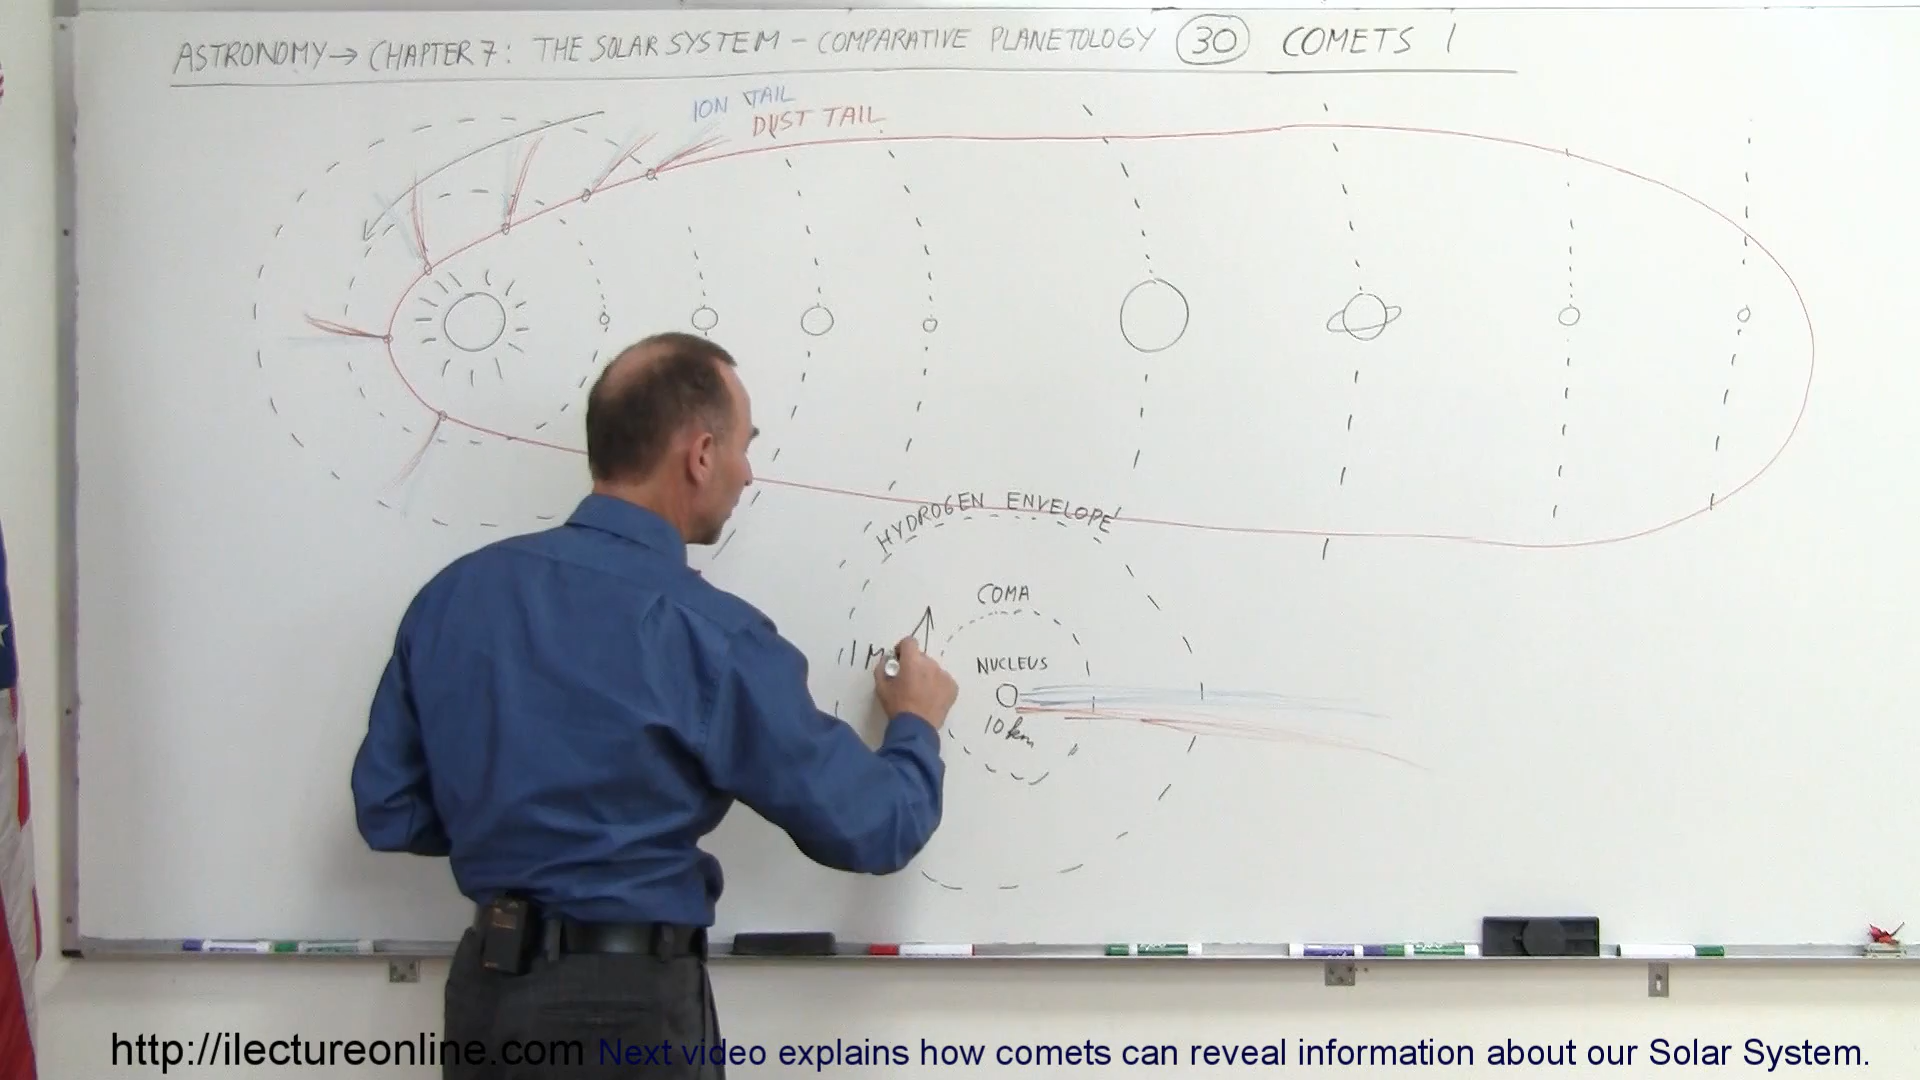 ASTRONOMY → CHAPTER 7: THE SOLAR SYSTEM - COMPARATIVE PLANETOLOGY 30 COMETS 1
ION TAIL
DUST TAIL
HYDROGEN ENVELOPE
COMA
NUCLEUS
10 km
http://ilectureonline.com Next video explains how comets can reveal information about our Solar System.